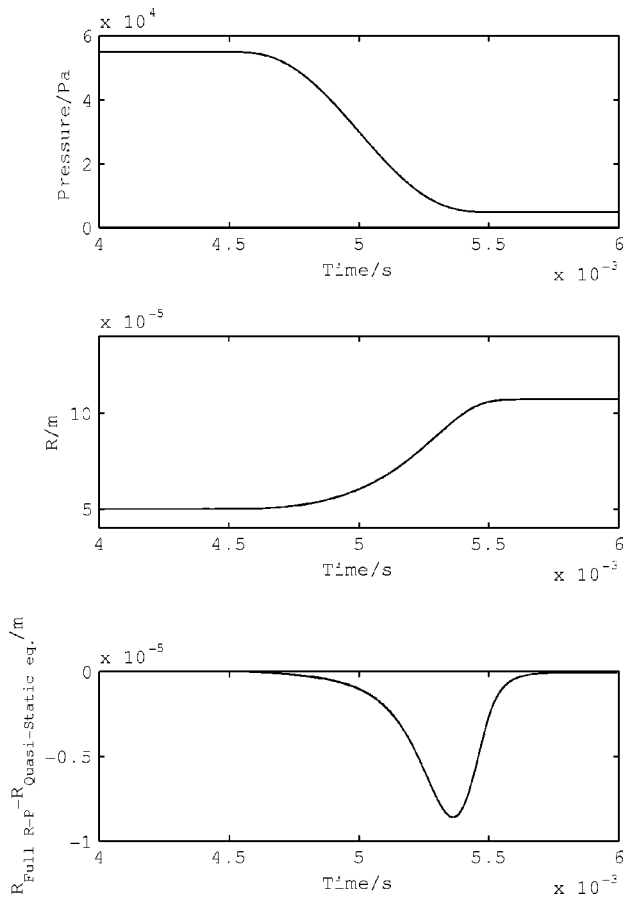 x 10⁴
6
4
2
0
Pressure/Pa
4 4.5 5 5.5 6
Time/s
x 10⁻³
x 10⁻⁵
10
5
R/m
4 4.5 5 5.5 6
Time/s
x 10⁻³
x 10⁻⁵
0
-0.5
-1
R_Full R-P-R_Quasi-Static eq./m
4 4.5 5 5.5 6
Time/s
x 10⁻³